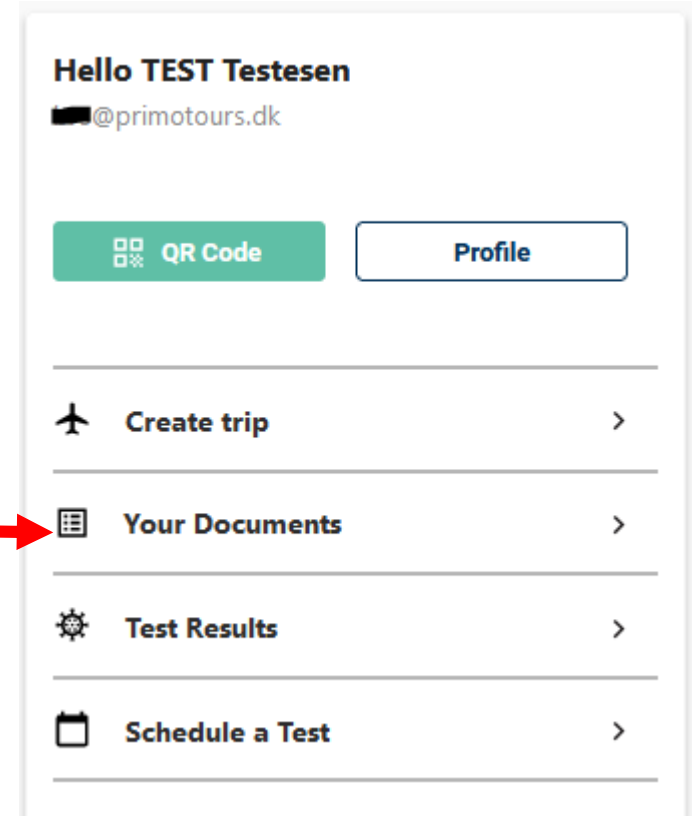 Hello TEST Testesen
@primotours.dk
QR Code
Profile
Create trip
Your Documents
Test Results
Schedule a Test